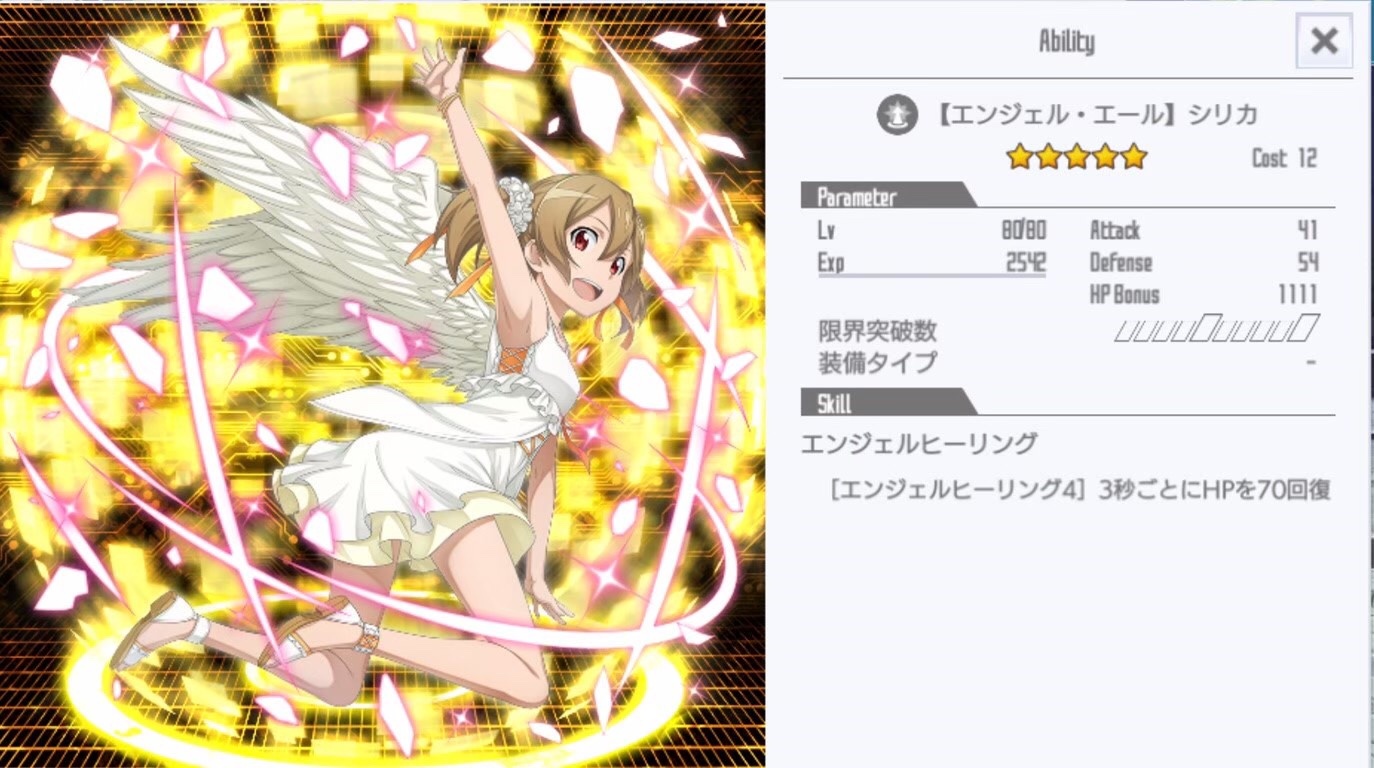 Ability
【エンジェル・エール】シリカ
Cost 12
Parameter
Lv 80/80 Attack 41
Exp 2542 Defense 54
HP Bonus 1111
限界突破数
装備タイプ -
Skill
エンジェルヒーリング
[エンジェルヒーリング4] 3秒ごとにHPを70回復